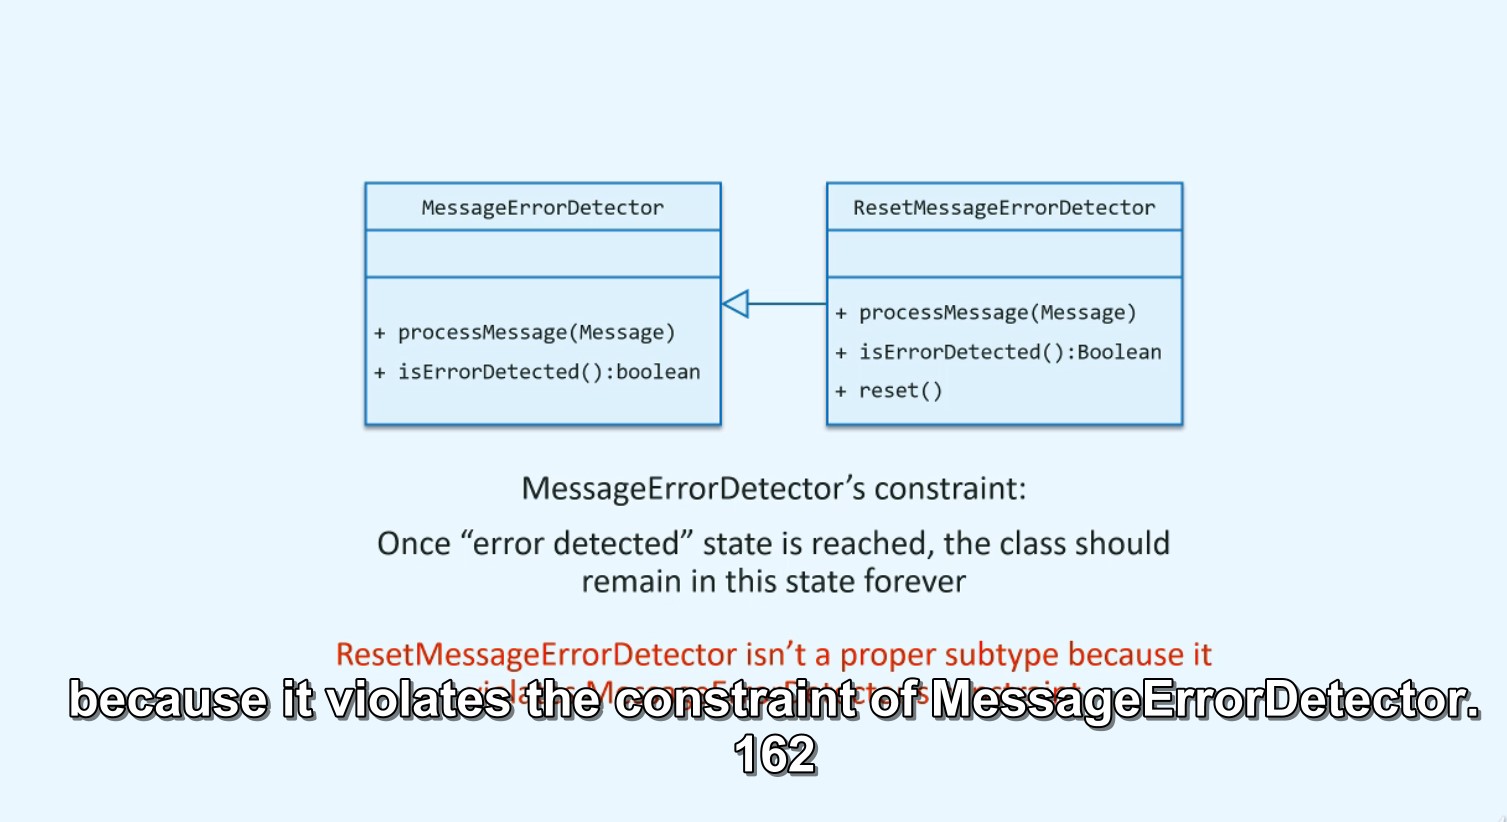 MessageErrorDetector
+ processMessage(Message)
+ isErrorDetected():boolean
ResetMessageErrorDetector
+ processMessage(Message)
+ isErrorDetected():Boolean
+ reset()
MessageErrorDetector’s constraint:
Once “error detected” state is reached, the class should
remain in this state forever
ResetMessageErrorDetector isn’t a proper subtype because it
because it violates the constraint of MessageErrorDetector.
162